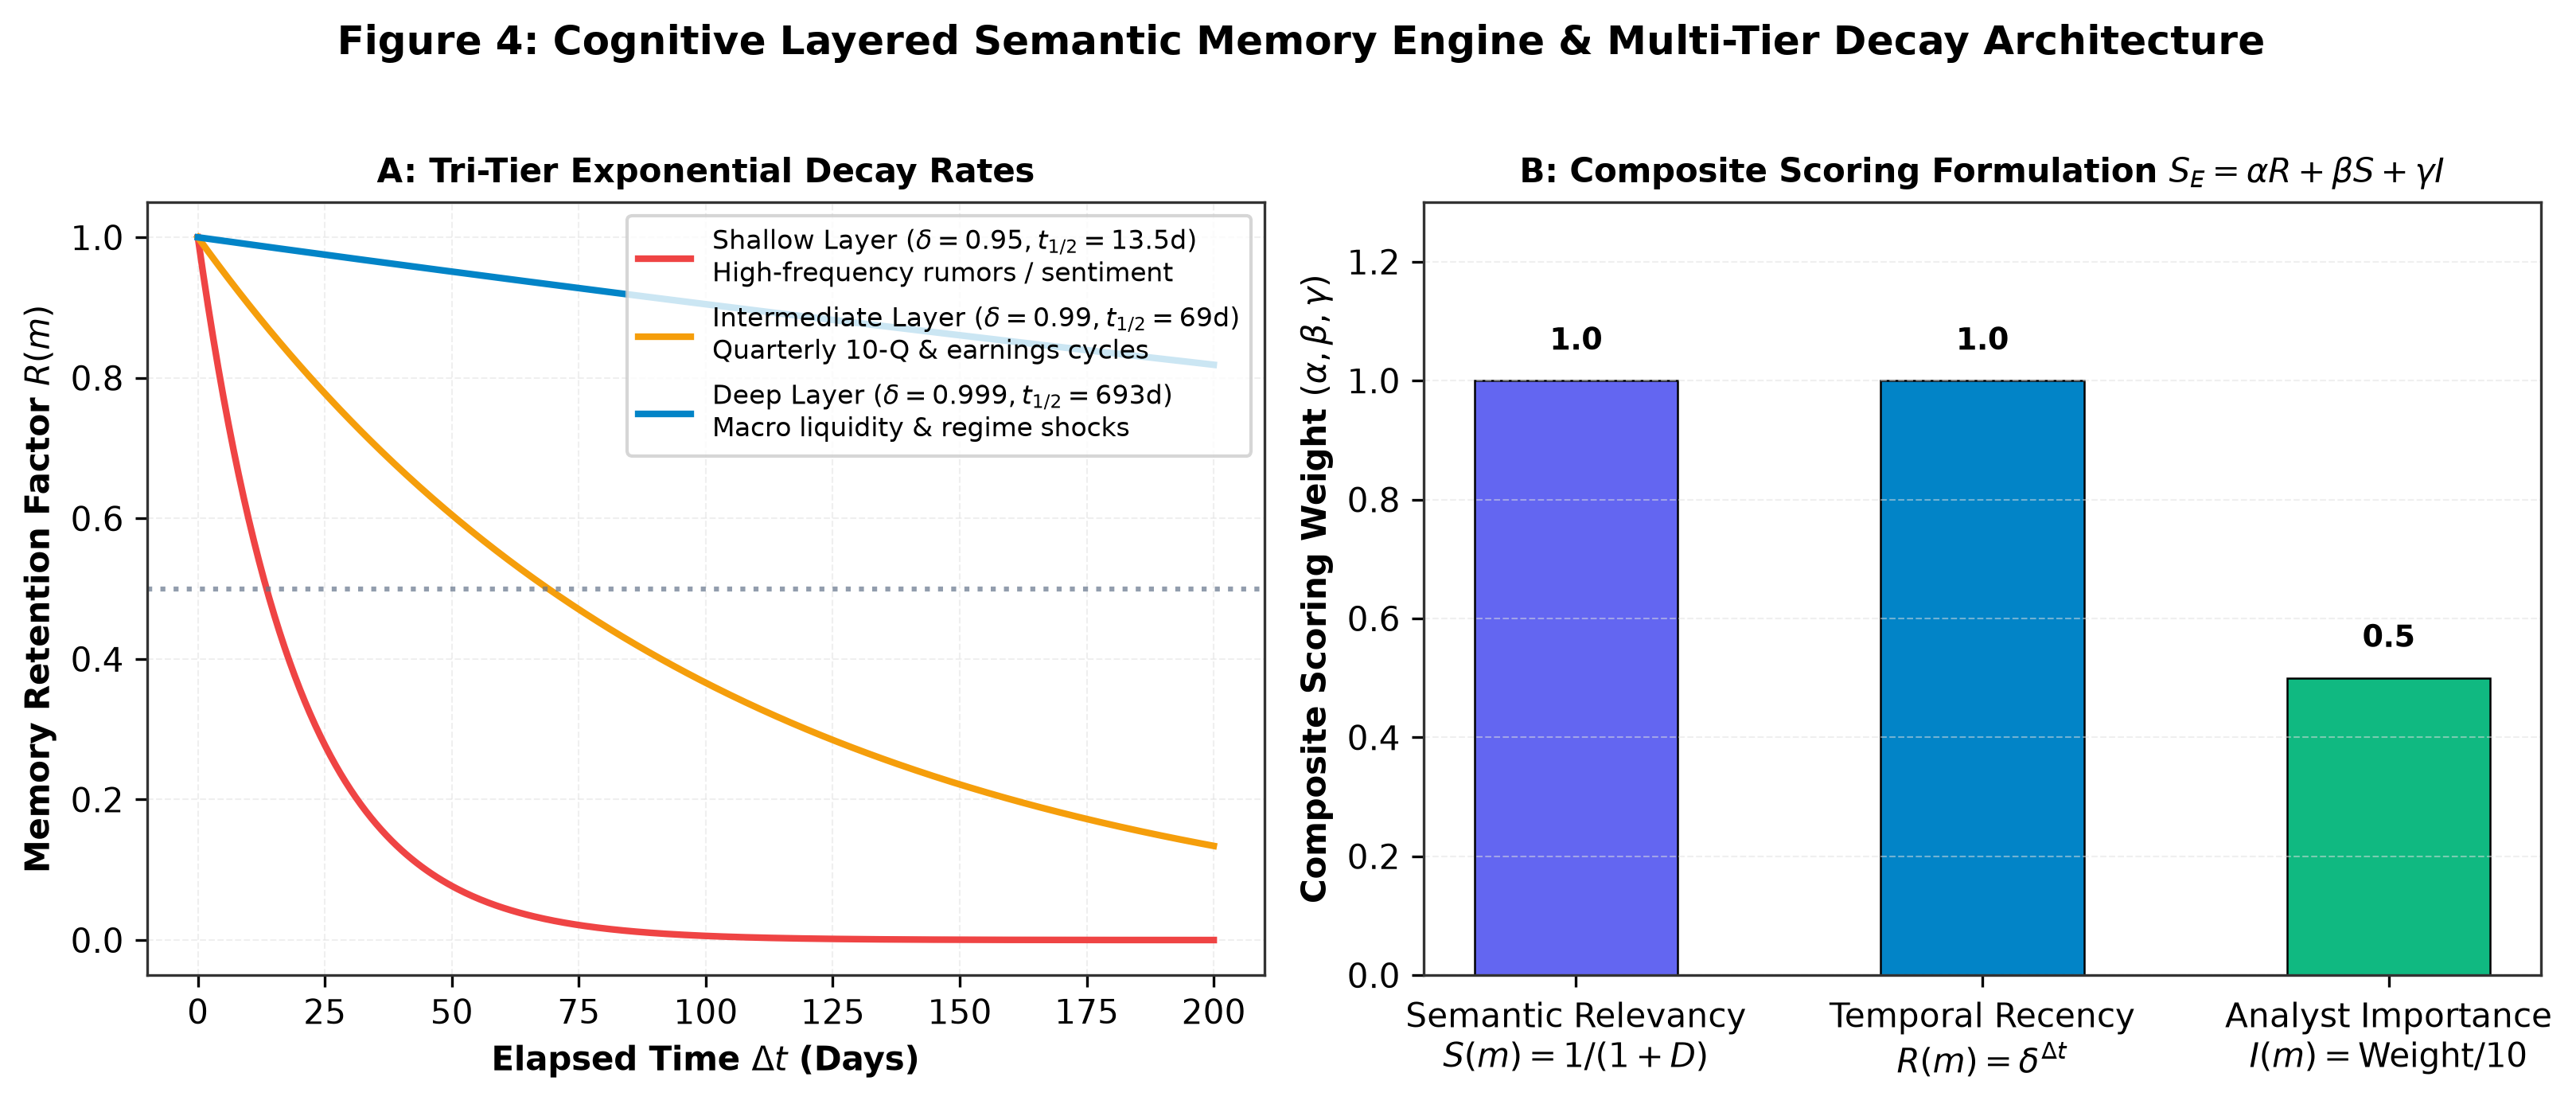 Figure 4: Cognitive Layered Semantic Memory Engine & Multi-Tier Decay Architecture
A: Tri-Tier Exponential Decay Rates
Memory Retention Factor R(m)
1.0
0.8
0.6
0.4
0.2
0.0
Shallow Layer (δ = 0.95, t₁/₂ = 13.5d)
High-frequency rumors / sentiment
Intermediate Layer (δ = 0.99, t₁/₂ = 69d)
Quarterly 10-Q & earnings cycles
Deep Layer (δ = 0.999, t₁/₂ = 693d)
Macro liquidity & regime shocks
0 25 50 75 100 125 150 175 200
Elapsed Time Δt (Days)
B: Composite Scoring Formulation S_E = αR + βS + γI
Composite Scoring Weight (α, β, γ)
1.2
1.0
0.8
0.6
0.4
0.2
0.0
1.0
1.0
0.5
Semantic Relevancy
S(m) = 1/(1 + D)
Temporal Recency
R(m) = δ^Δt
Analyst Importance
I(m) = Weight/10